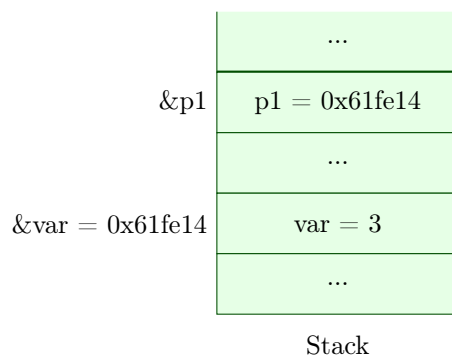 ...
&p1 p1 = 0x61fe14
...
&var = 0x61fe14 var = 3
...
Stack